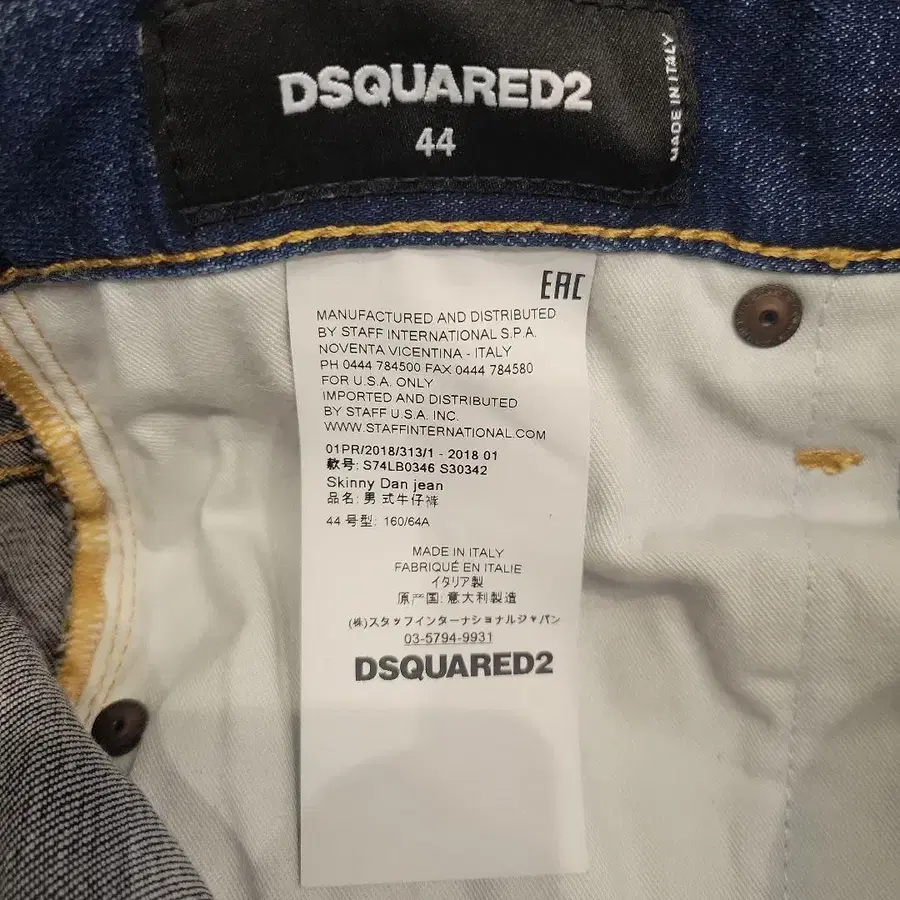 DSQUARED2
44
MADE IN ITALY
EAC
MANUFACTURED AND DISTRIBUTED
BY STAFF INTERNATIONAL S.P.A.
NOVENTA VICENTINA - ITALY
PH 0444 784500 FAX 0444 784580
FOR U.S.A. ONLY
IMPORTED AND DISTRIBUTED
BY STAFF U.S.A. INC.
WWW.STAFFINTERNATIONAL.COM
01PR/2018/313/1 - 2018 01
款号: S74LB0346 S30342
Skinny Dan jean
品名: 男 式牛仔裤
44 号型: 160/64A
MADE IN ITALY
FABRIQUÉ EN ITALIE
イタリア製
原产国: 意大利製造
(株)スタッフインターナショナルジャパン
03-5794-9931
DSQUARED2